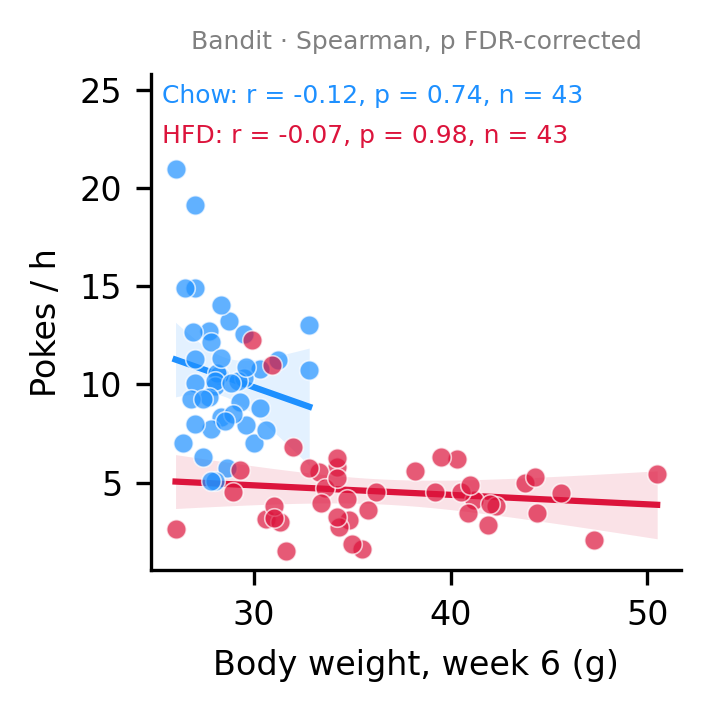 Bandit · Spearman, p FDR-corrected
Chow: r = -0.12, p = 0.74, n = 43
HFD: r = -0.07, p = 0.98, n = 43
25
20
15
10
5
Pokes / h
30 40 50
Body weight, week 6 (g)